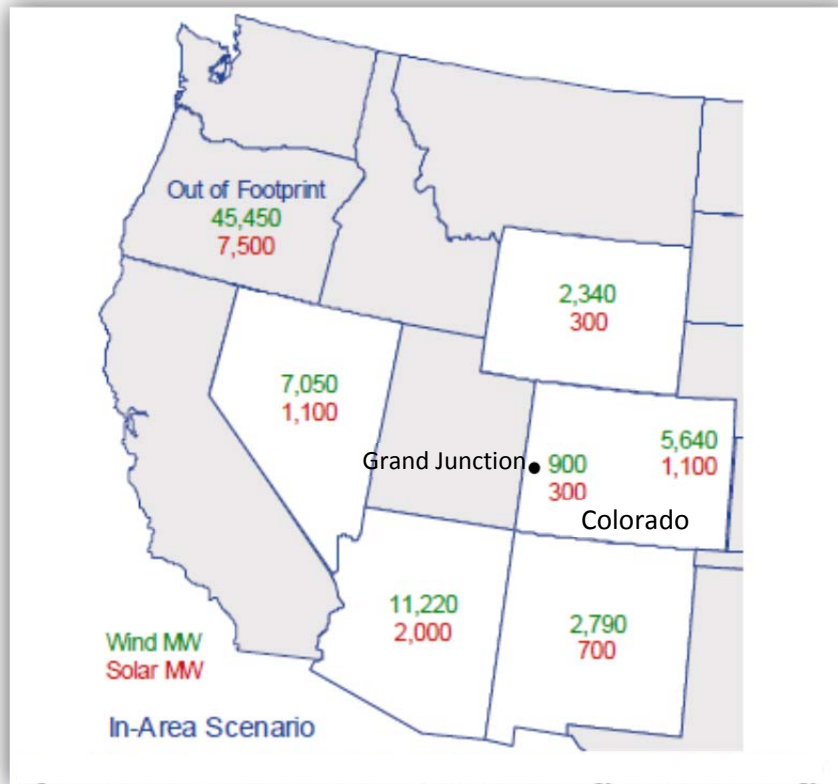 Out of Footprint
45,450
7,500
2,340
300
7,050
1,100
5,640
1,100
Grand Junction
900
300
Colorado
11,220
2,000
2,790
700
Wind MW
Solar MW
In-Area Scenario